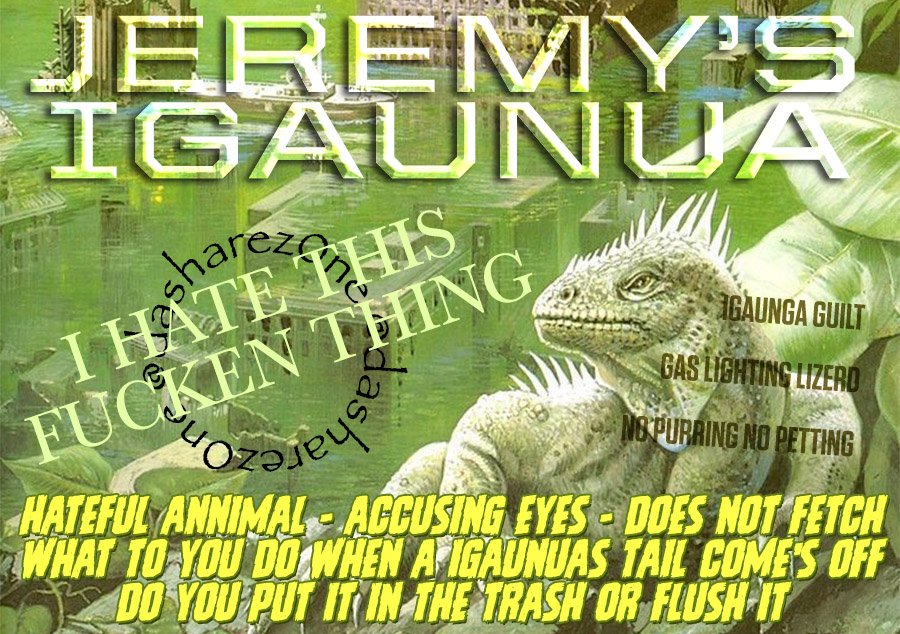 JEREMY'S
IGAUNUA
@dasharez0ne @dasharez0ne
I HATE THIS
FUCKEN THING
IGAUNGA GUILT
GAS LIGHTING LIZERD
NO PURRING NO PETTING
HATEFUL ANNIMAL - ACCUSING EYES - DOES NOT FETCH
WHAT TO YOU DO WHEN A IGAUNUAS TAIL COME'S OFF
DO YOU PUT IT IN THE TRASH OR FLUSH IT